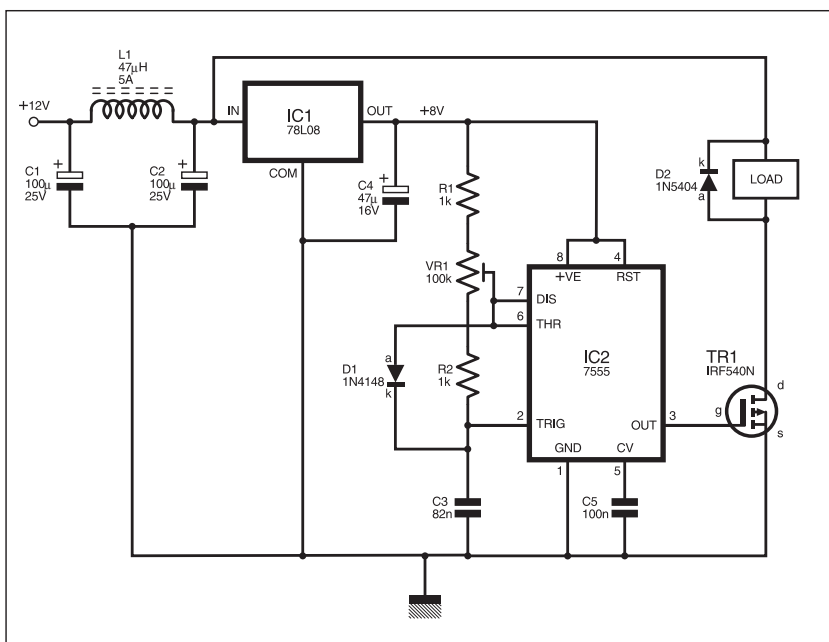 L1
47µH
5A
+12V
IN
IC1
78L08
OUT
+8V
COM
C1
100µ
25V
+
C2
100µ
25V
+
C4
47µ
16V
+
R1
1k
VR1
100k
D2
1N5404
k
a
LOAD
8
+VE
4
RST
7
DIS
6
THR
D1
1N4148
a
k
R2
1k
IC2
7555
TR1
IRF540N
d
g
s
2
TRIG
OUT
3
GND
CV
1
5
C3
82n
C5
100n